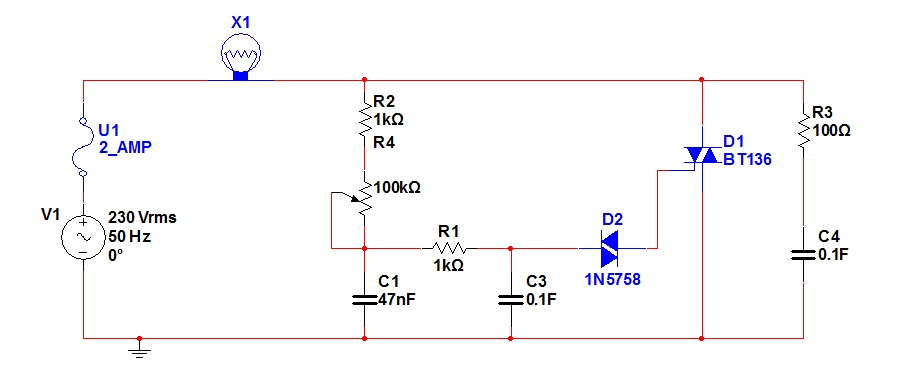 X1
U1
2_AMP
V1
230 Vrms
50 Hz
0°
R2
1kΩ
R4
100kΩ
R1
1kΩ
C1
47nF
C3
0.1F
D2
1N5758
D1
BT136
R3
100Ω
C4
0.1F